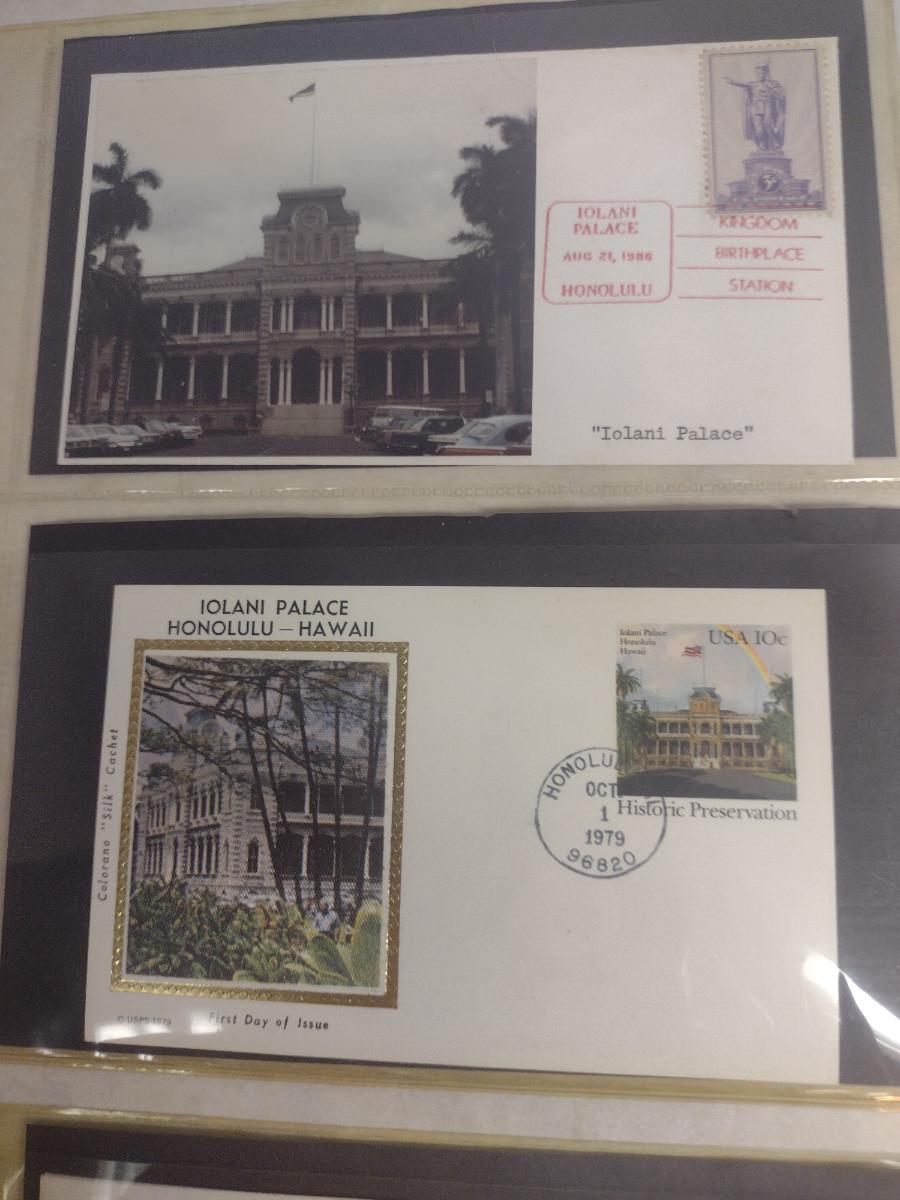 IOLANI
PALACE
AUG 21, 1986
HONOLULU
KINGDOM
BIRTHPLACE
STATION
"Iolani Palace"
IOLANI PALACE
HONOLULU – HAWAII
Colorano "Silk" Cachet
© USPS 1979
First Day of Issue
Iolani Palace
Honolulu
Hawaii
USA 10c
Historic Preservation
OCT
1
1979
96820